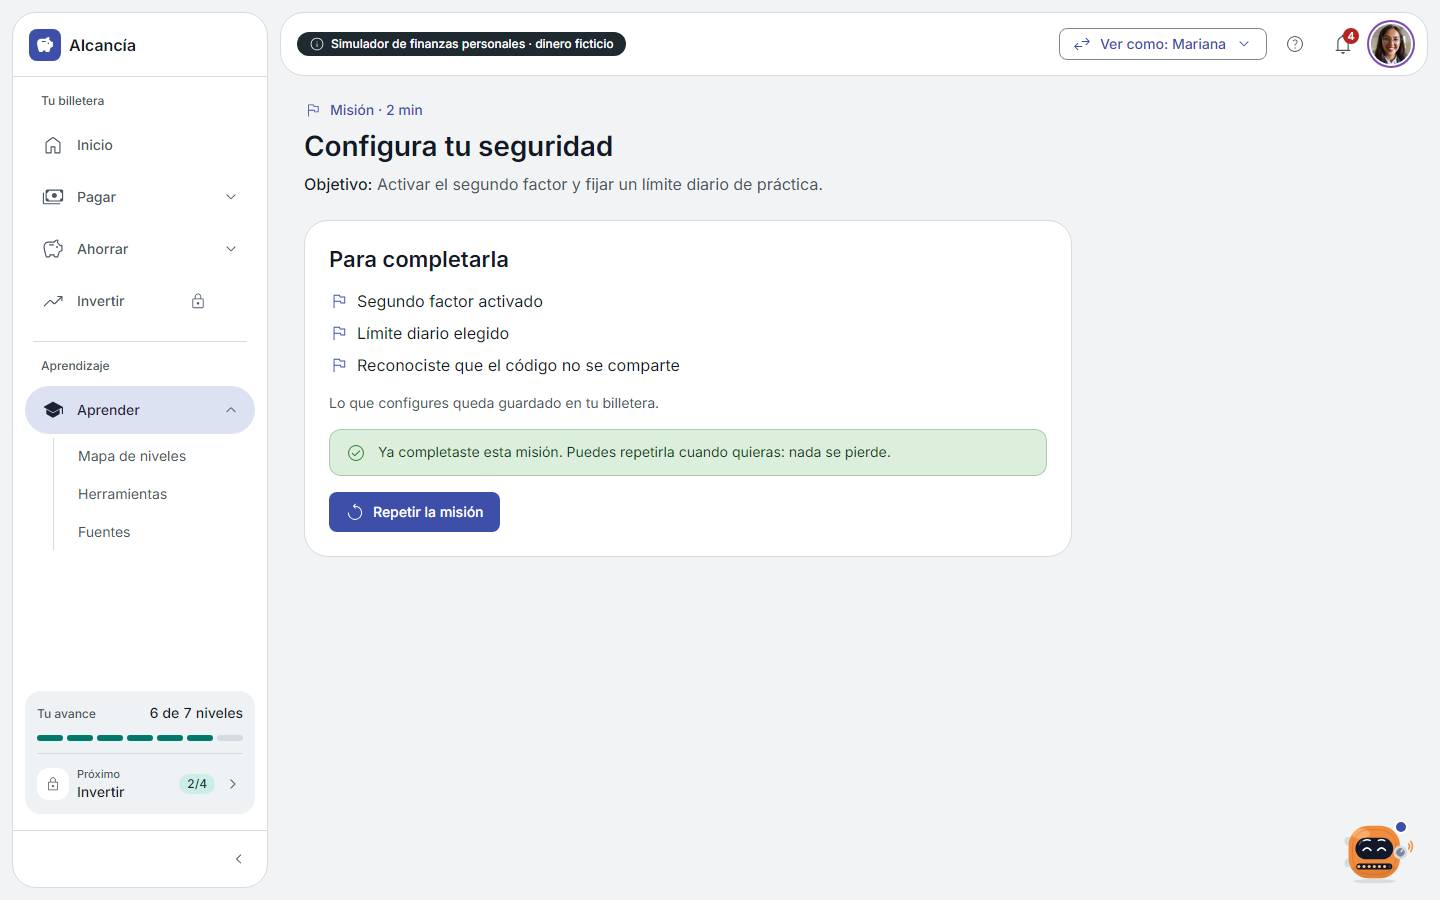 Alcancía
Tu billetera
Inicio
Pagar
Ahorrar
Invertir
Aprendizaje
Aprender
Mapa de niveles
Herramientas
Fuentes
Tu avance
6 de 7 niveles
Próximo
Invertir
2/4
Simulador de finanzas personales · dinero ficticio
Ver como: Mariana
4
Misión · 2 min
Configura tu seguridad
Objetivo: Activar el segundo factor y fijar un límite diario de práctica.
Para completarla
Segundo factor activado
Límite diario elegido
Reconociste que el código no se comparte
Lo que configures queda guardado en tu billetera.
Ya completaste esta misión. Puedes repetirla cuando quieras: nada se pierde.
Repetir la misión